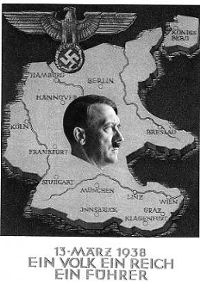 KÖNIGS
BERG
HAMBURG
BERLIN
HANNOVER
KÖLN
BRESLAU
FRANKFURT
STUTTGART
MÜNCHEN
LINZ
WIEN
INNSBRUCK
GRAZ
KLAGENFURT
13·MÄRZ 1938
EIN VOLK EIN REICH
EIN FÜHRER